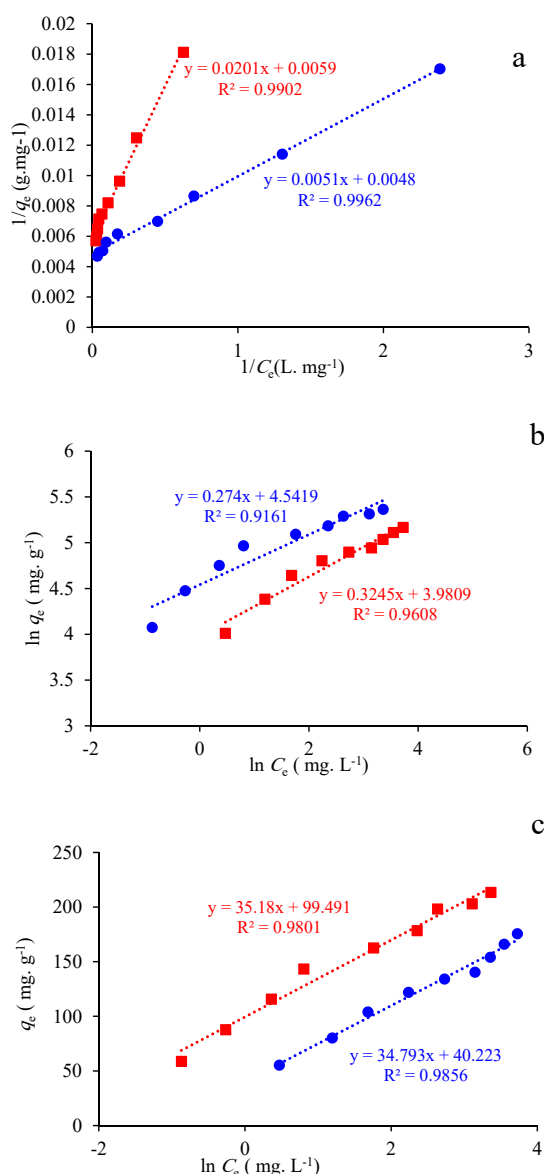 a
0.02
0.018
0.016
0.014
0.012
0.01
0.008
0.006
0.004
0.002
0
1/qe (g.mg-1)
y = 0.0201x + 0.0059
R² = 0.9902
y = 0.0051x + 0.0048
R² = 0.9962
0 1 2 3
1/Ce(L. mg-1)
b
6
5.5
5
4.5
4
3.5
3
ln qe ( mg. g-1)
y = 0.274x + 4.5419
R² = 0.9161
y = 0.3245x + 3.9809
R² = 0.9608
-2 0 2 4 6
ln Ce ( mg. L-1)
c
250
200
150
100
50
0
qe ( mg. g-1)
y = 35.18x + 99.491
R² = 0.9801
y = 34.793x + 40.223
R² = 0.9856
-2 0 2 4
ln Ce ( mg. L-1)